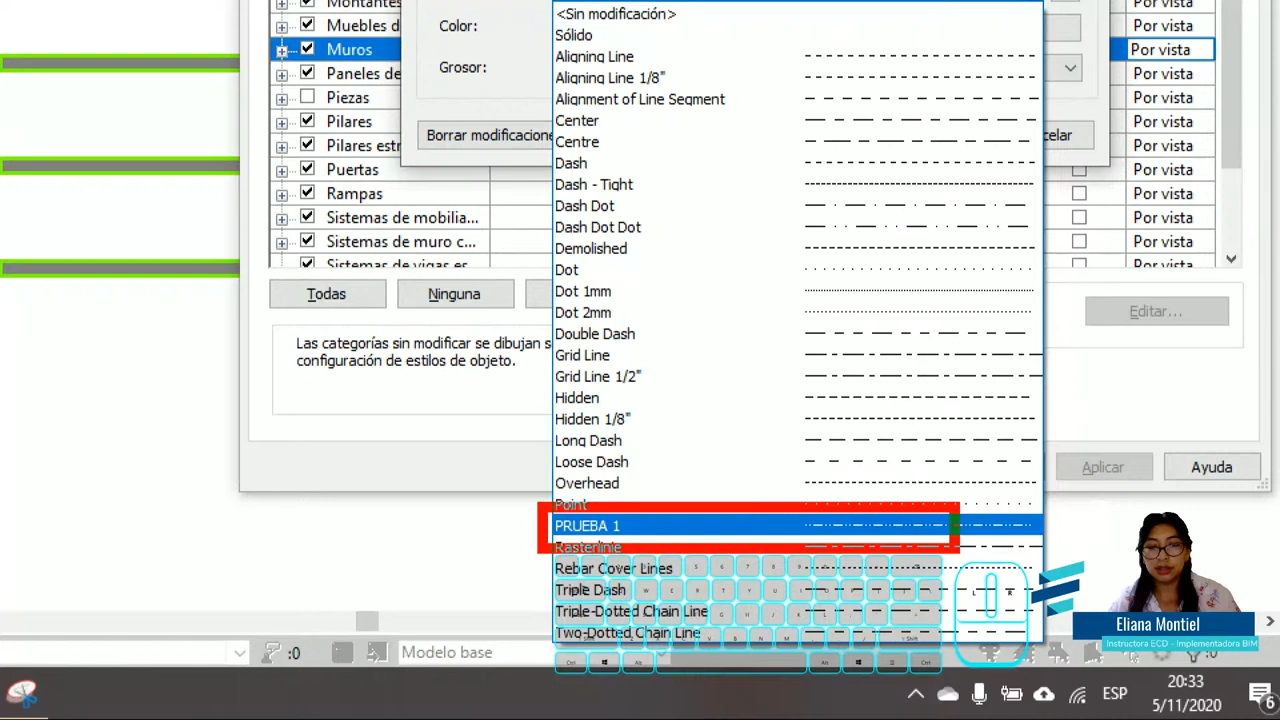 Montantes
Muebles d
Muros
Paneles de
Piezas
Pilares
Pilares estr
Puertas
Rampas
Sistemas de mobilia...
Sistemas de muro c...
Sistemas de vigas es
Color:
Grosor:
Borrar modificacione
celar
<Sin modificación>
Sólido
Aligning Line
Aligning Line 1/8"
Alignment of Line Segment
Center
Centre
Dash
Dash - Tight
Dash Dot
Dash Dot Dot
Demolished
Dot
Dot 1mm
Dot 2mm
Double Dash
Grid Line
Grid Line 1/2"
Hidden
Hidden 1/8"
Long Dash
Loose Dash
Overhead
Point
PRUEBA 1
Rasterlinie
Rebar Cover Lines
Triple Dash
Triple-Dotted Chain Line
Two-Dotted Chain Line
Por vista
Por vista
Por vista
Por vista
Por vista
Por vista
Por vista
Por vista
Por vista
Por vista
Todas
Ninguna
Editar...
Las categorías sin modificar se dibujan s
configuración de estilos de objeto.
Aplicar
Ayuda
Eliana Montiel
Instructora ECD - Implementadora BIM
:0
Modelo base
:0
ESP
20:33
5/11/2020
6